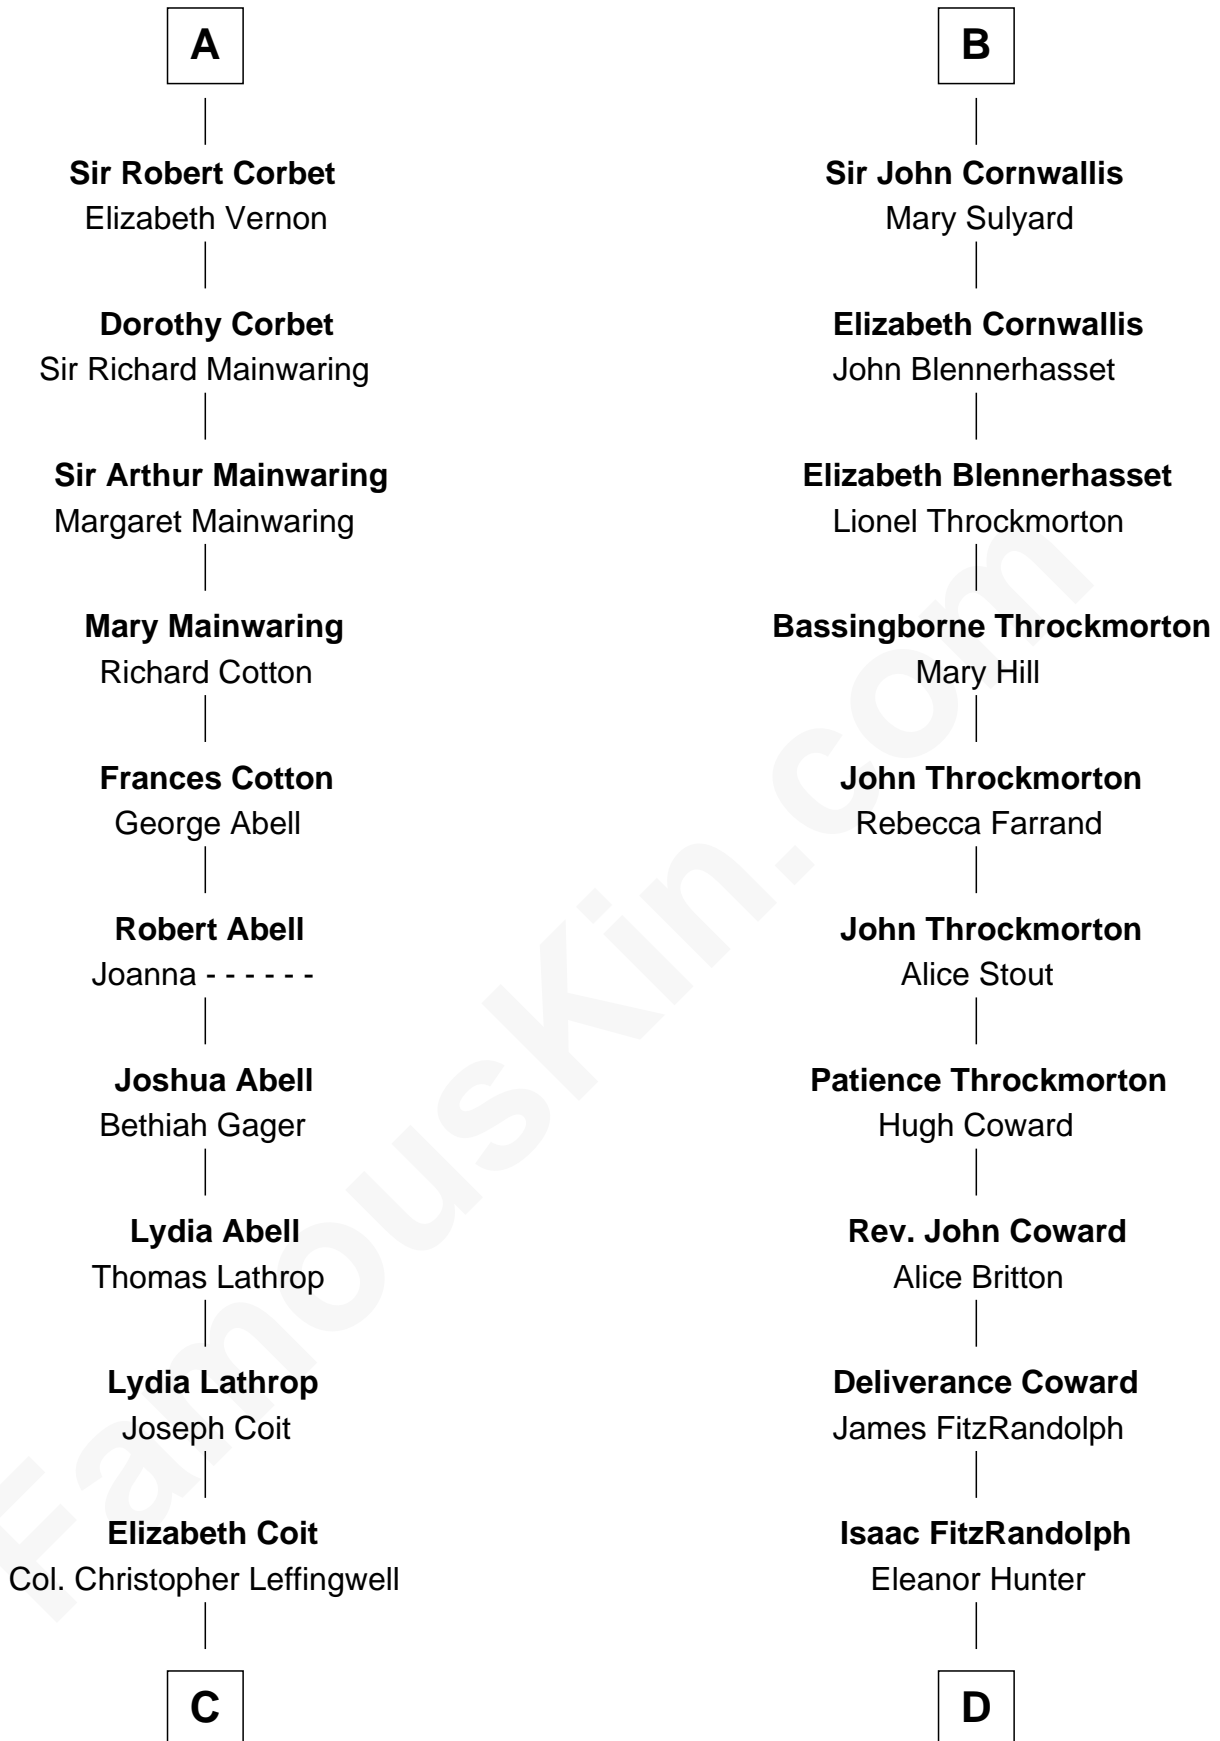 A
Sir Robert Corbet
Elizabeth Vernon
Dorothy Corbet
Sir Richard Mainwaring
Sir Arthur Mainwaring
Margaret Mainwaring
Mary Mainwaring
Richard Cotton
Frances Cotton
George Abell
Robert Abell
Joanna - - - - - -
Joshua Abell
Bethiah Gager
Lydia Abell
Thomas Lathrop
Lydia Lathrop
Joseph Coit
Elizabeth Coit
Col. Christopher Leffingwell
C
B
Sir John Cornwallis
Mary Sulyard
Elizabeth Cornwallis
John Blennerhasset
Elizabeth Blennerhasset
Lionel Throckmorton
Bassingborne Throckmorton
Mary Hill
John Throckmorton
Rebecca Farrand
John Throckmorton
Alice Stout
Patience Throckmorton
Hugh Coward
Rev. John Coward
Alice Britton
Deliverance Coward
James FitzRandolph
Isaac FitzRandolph
Eleanor Hunter
D
FamousKin.com